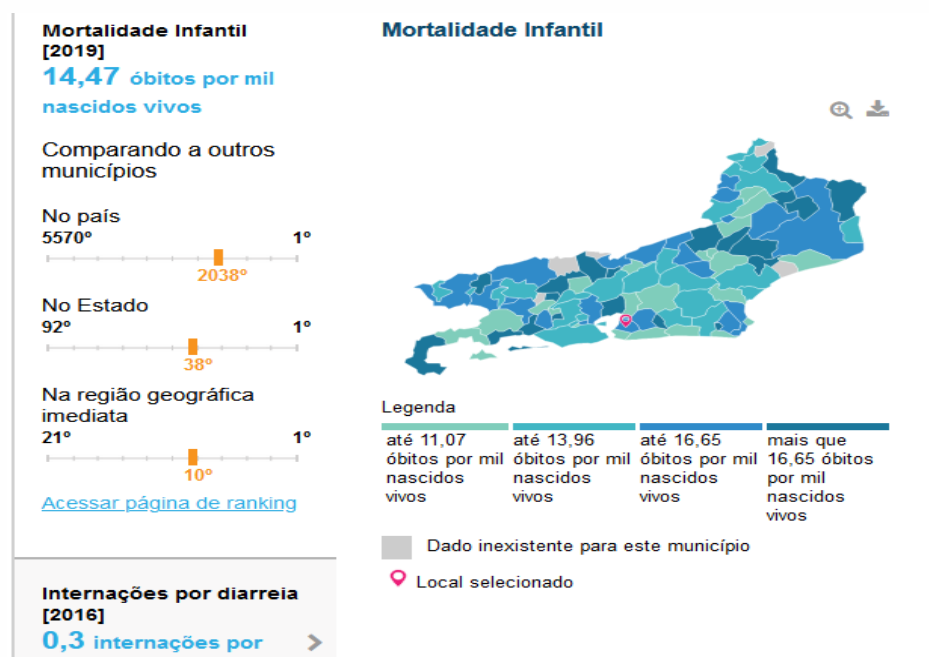 Mortalidade Infantil
[2019]
14,47 óbitos por mil
nascidos vivos
Comparando a outros
municípios
No país
5570º 1º
2038º
No Estado
92º 1º
38º
Na região geográfica
imediata
21º 1º
10º
Acessar página de ranking
Internações por diarreia
[2016]
0,3 internações por
Mortalidade Infantil
Legenda
até 11,07
óbitos por mil
nascidos
vivos
até 13,96
óbitos por mil
nascidos
vivos
até 16,65
óbitos por mil
nascidos
vivos
mais que
16,65 óbitos
por mil
nascidos
vivos
Dado inexistente para este município
Local selecionado